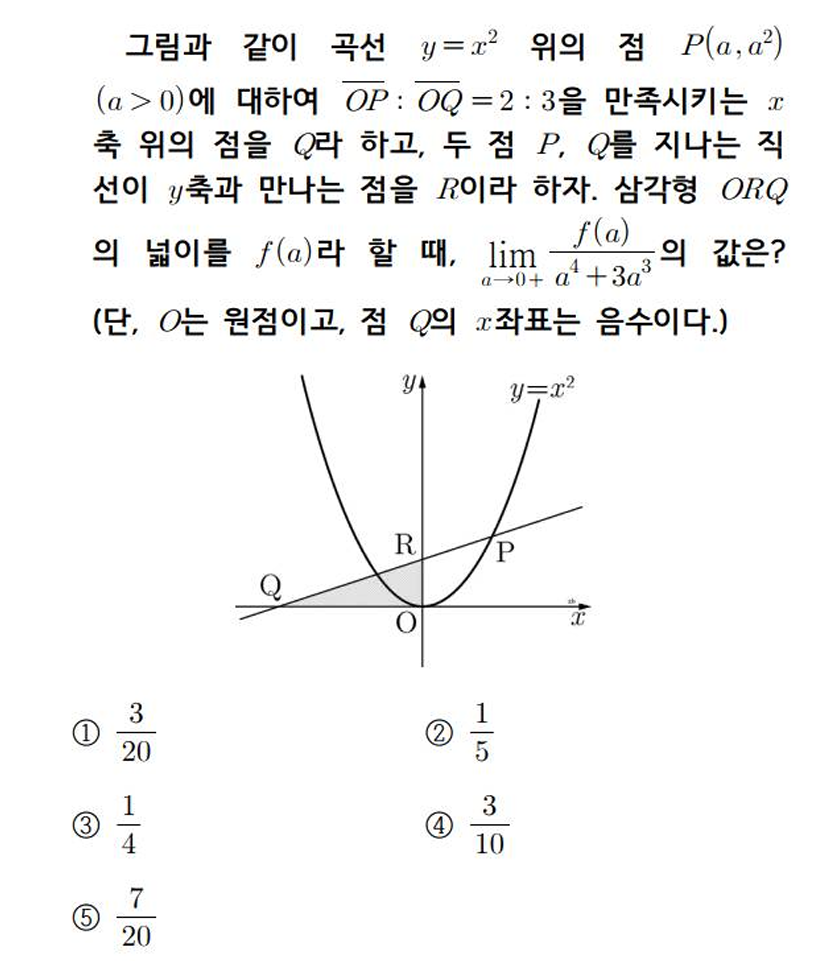 그림과 같이 곡선 y=x² 위의 점 P(a, a²)
(a>0)에 대하여 \overline{OP} : \overline{OQ} = 2 : 3을 만족시키는 x
축 위의 점을 Q라 하고, 두 점 P, Q를 지나는 직
선이 y축과 만나는 점을 R이라 하자. 삼각형 ORQ
의 넓이를 f(a)라 할 때, \lim_{a→0+} \frac{f(a)}{a⁴+3a³}의 값은?
(단, O는 원점이고, 점 Q의 x좌표는 음수이다.)
y y=x²
R P
Q
O x
① 3/20 ② 1/5
③ 1/4 ④ 3/10
⑤ 7/20